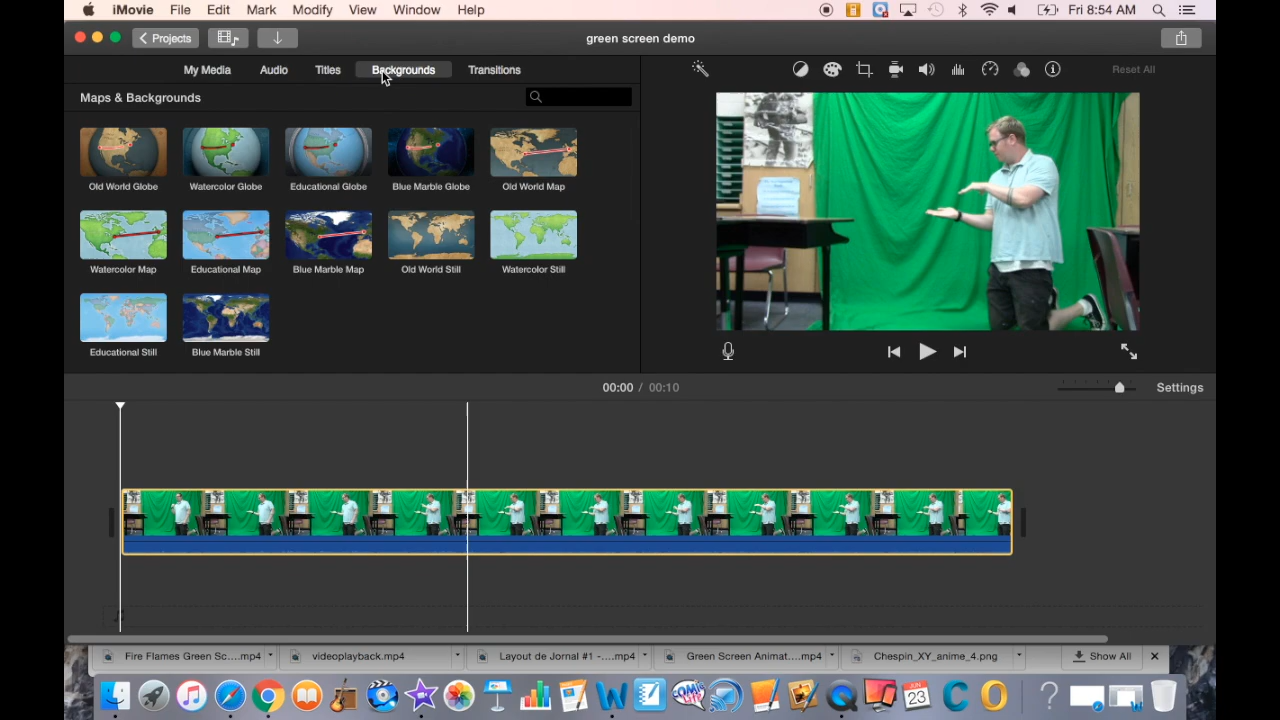 iMovie File Edit Mark Modify View Window Help Fri 8:54 AM
Projects green screen demo
My Media Audio Titles Backgrounds Transitions Reset All
Maps & Backgrounds
Old World Globe Watercolor Globe Educational Globe Blue Marble Globe Old World Map
Watercolor Map Educational Map Blue Marble Map Old World Still Watercolor Still
Educational Still Blue Marble Still
00:00 / 00:10 Settings
Fire Flames Green Sc....mp4 videoplayback.mp4 Layout de Jornal #1 -....mp4 Green Screen Animat....mp4 Chespin_XY_anime_4.png Show All
JUN
23